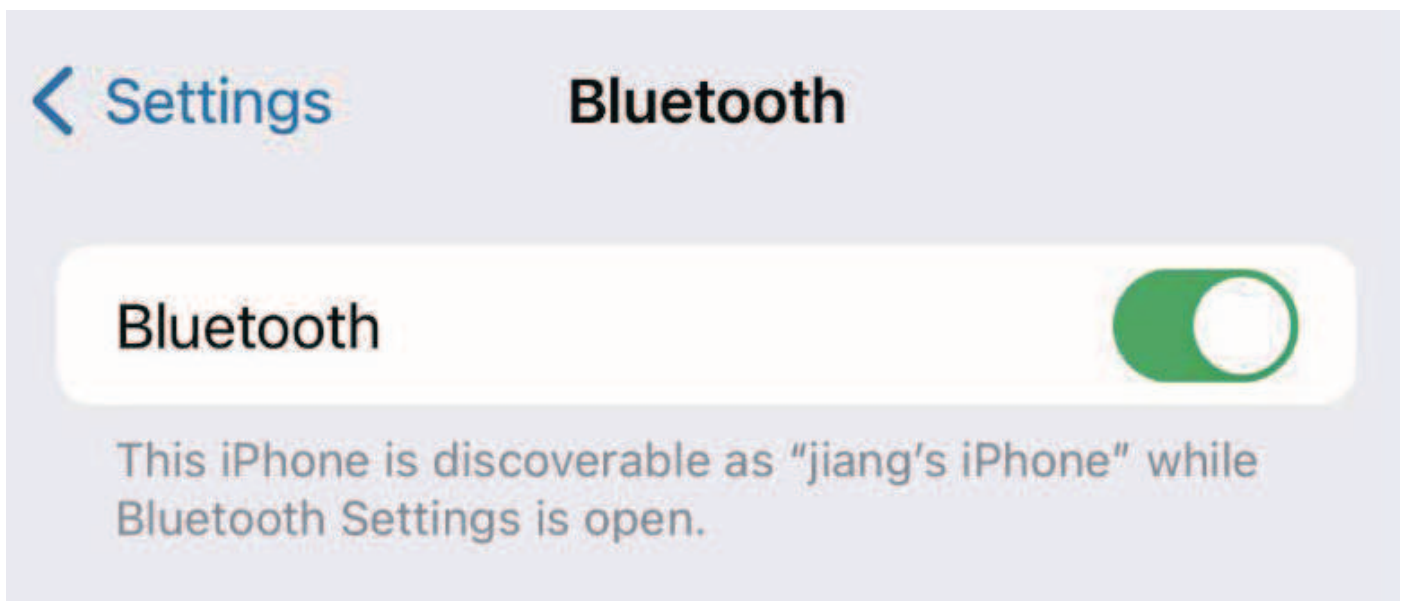 Settings
Bluetooth
Bluetooth
This iPhone is discoverable as “jiang’s iPhone” while
Bluetooth Settings is open.